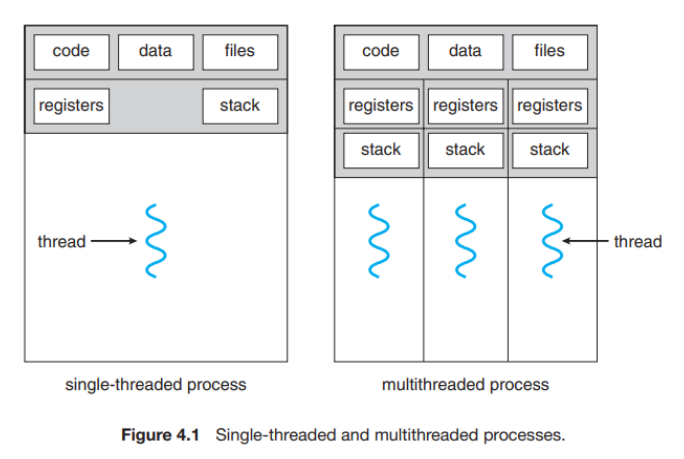 code data files code data files
registers stack registers registers registers
stack stack stack
thread thread
single-threaded process multithreaded process
Figure 4.1 Single-threaded and multithreaded processes.